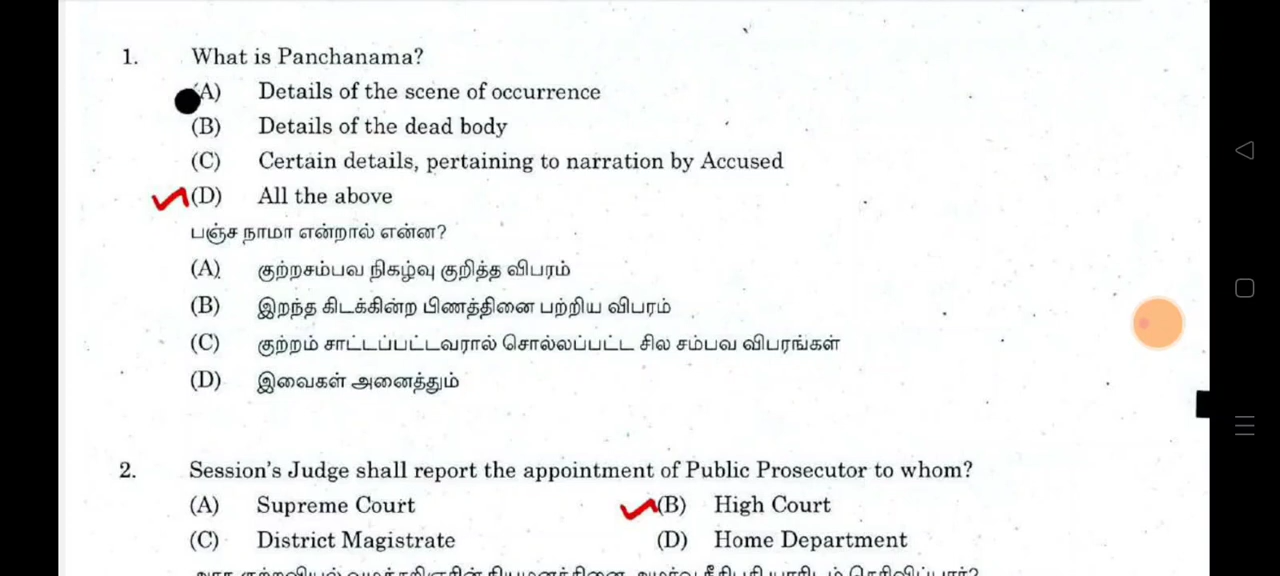 1. What is Panchanama?
(A) Details of the scene of occurrence
(B) Details of the dead body
(C) Certain details, pertaining to narration by Accused
(D) All the above
பஞ்ச நாமா என்றால் என்ன?
(A) குற்றசம்பவ நிகழ்வு குறித்த விபரம்
(B) இறந்த கிடக்கின்ற பிணத்தினை பற்றிய விபரம்
(C) குற்றம் சாட்டப்பட்டவரால் சொல்லப்பட்ட சில சம்பவ விபரங்கள்
(D) இவைகள் அனைத்தும்
2. Session's Judge shall report the appointment of Public Prosecutor to whom?
(A) Supreme Court (B) High Court
(C) District Magistrate (D) Home Department